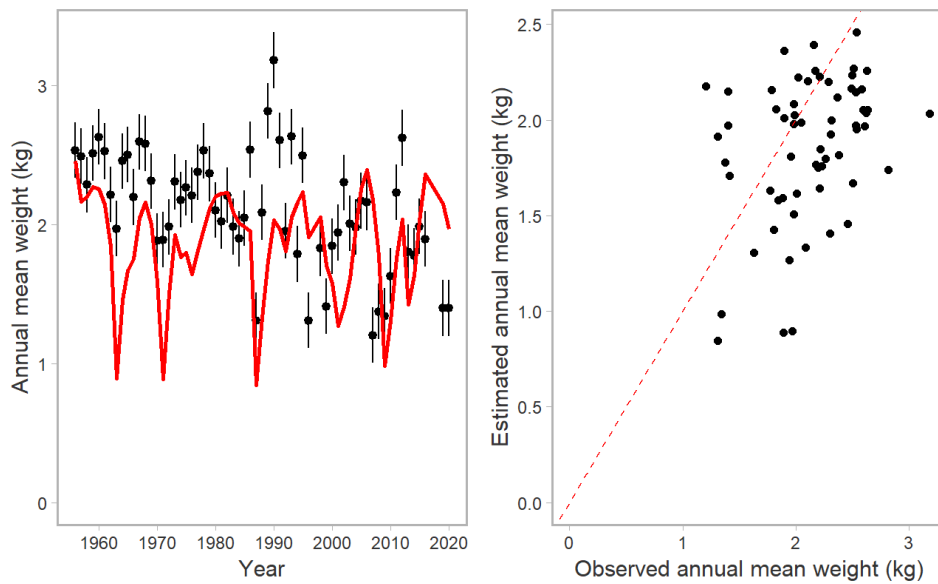 Annual mean weight (kg)
3
2
1
0
1960 1970 1980 1990 2000 2010 2020
Year
Estimated annual mean weight (kg)
2.5
2.0
1.5
1.0
0.5
0.0
0 1 2 3
Observed annual mean weight (kg)